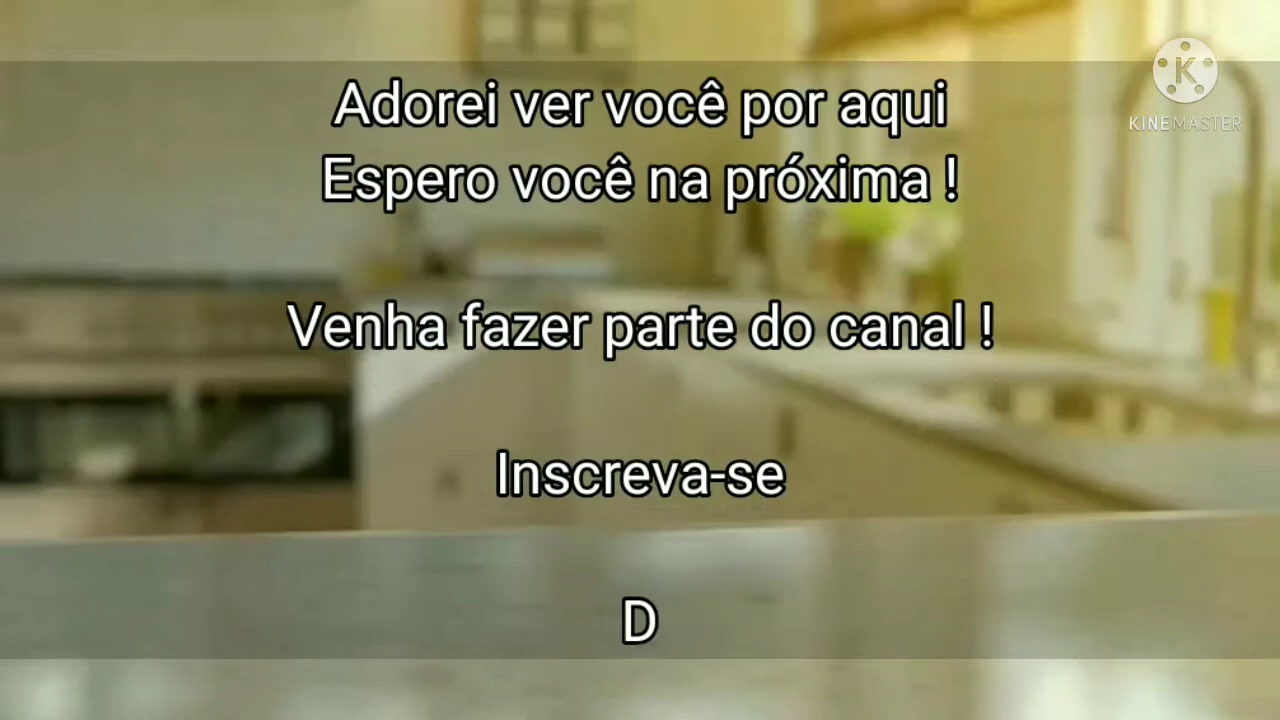 Adorei ver você por aqui
KINEMASTER
Espero você na próxima !
Venha fazer parte do canal !
Inscreva-se
D